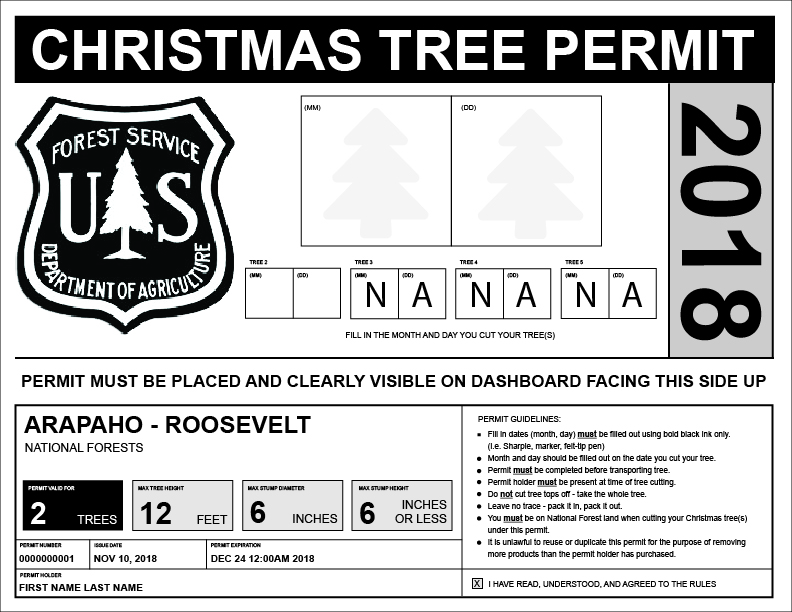 CHRISTMAS TREE PERMIT
FOREST SERVICE
U S
DEPARTMENT OF AGRICULTURE
(MM) (DD)
2018
TREE 2 TREE 3 TREE 4 TREE 5
(MM) (DD) (MM) (DD) (MM) (DD) (MM) (DD)
N A N A N A
FILL IN THE MONTH AND DAY YOU CUT YOUR TREE(S)
PERMIT MUST BE PLACED AND CLEARLY VISIBLE ON DASHBOARD FACING THIS SIDE UP
ARAPAHO - ROOSEVELT
NATIONAL FORESTS
PERMIT VALID FOR
2 TREES
MAX TREE HEIGHT
12 FEET
MAX STUMP DIAMETER
6 INCHES
MAX STUMP HEIGHT
6 INCHES
OR LESS
PERMIT NUMBER
0000000001
ISSUE DATE
NOV 10, 2018
PERMIT EXPIRATION
DEC 24 12:00AM 2018
PERMIT HOLDER
FIRST NAME LAST NAME
PERMIT GUIDELINES:
Fill in dates (month, day) must be filled out using bold black ink only.
(i.e. Sharpie, marker, felt-tip pen)
Month and day should be filled out on the date you cut your tree.
Permit must be completed before transporting tree.
Permit holder must be present at time of tree cutting.
Do not cut tree tops off - take the whole tree.
Leave no trace - pack it in, pack it out.
You must be on National Forest land when cutting your Christmas tree(s)
under this permit.
It is unlawful to reuse or duplicate this permit for the purpose of removing
more products than the permit holder has purchased.
X I HAVE READ, UNDERSTOOD, AND AGREED TO THE RULES